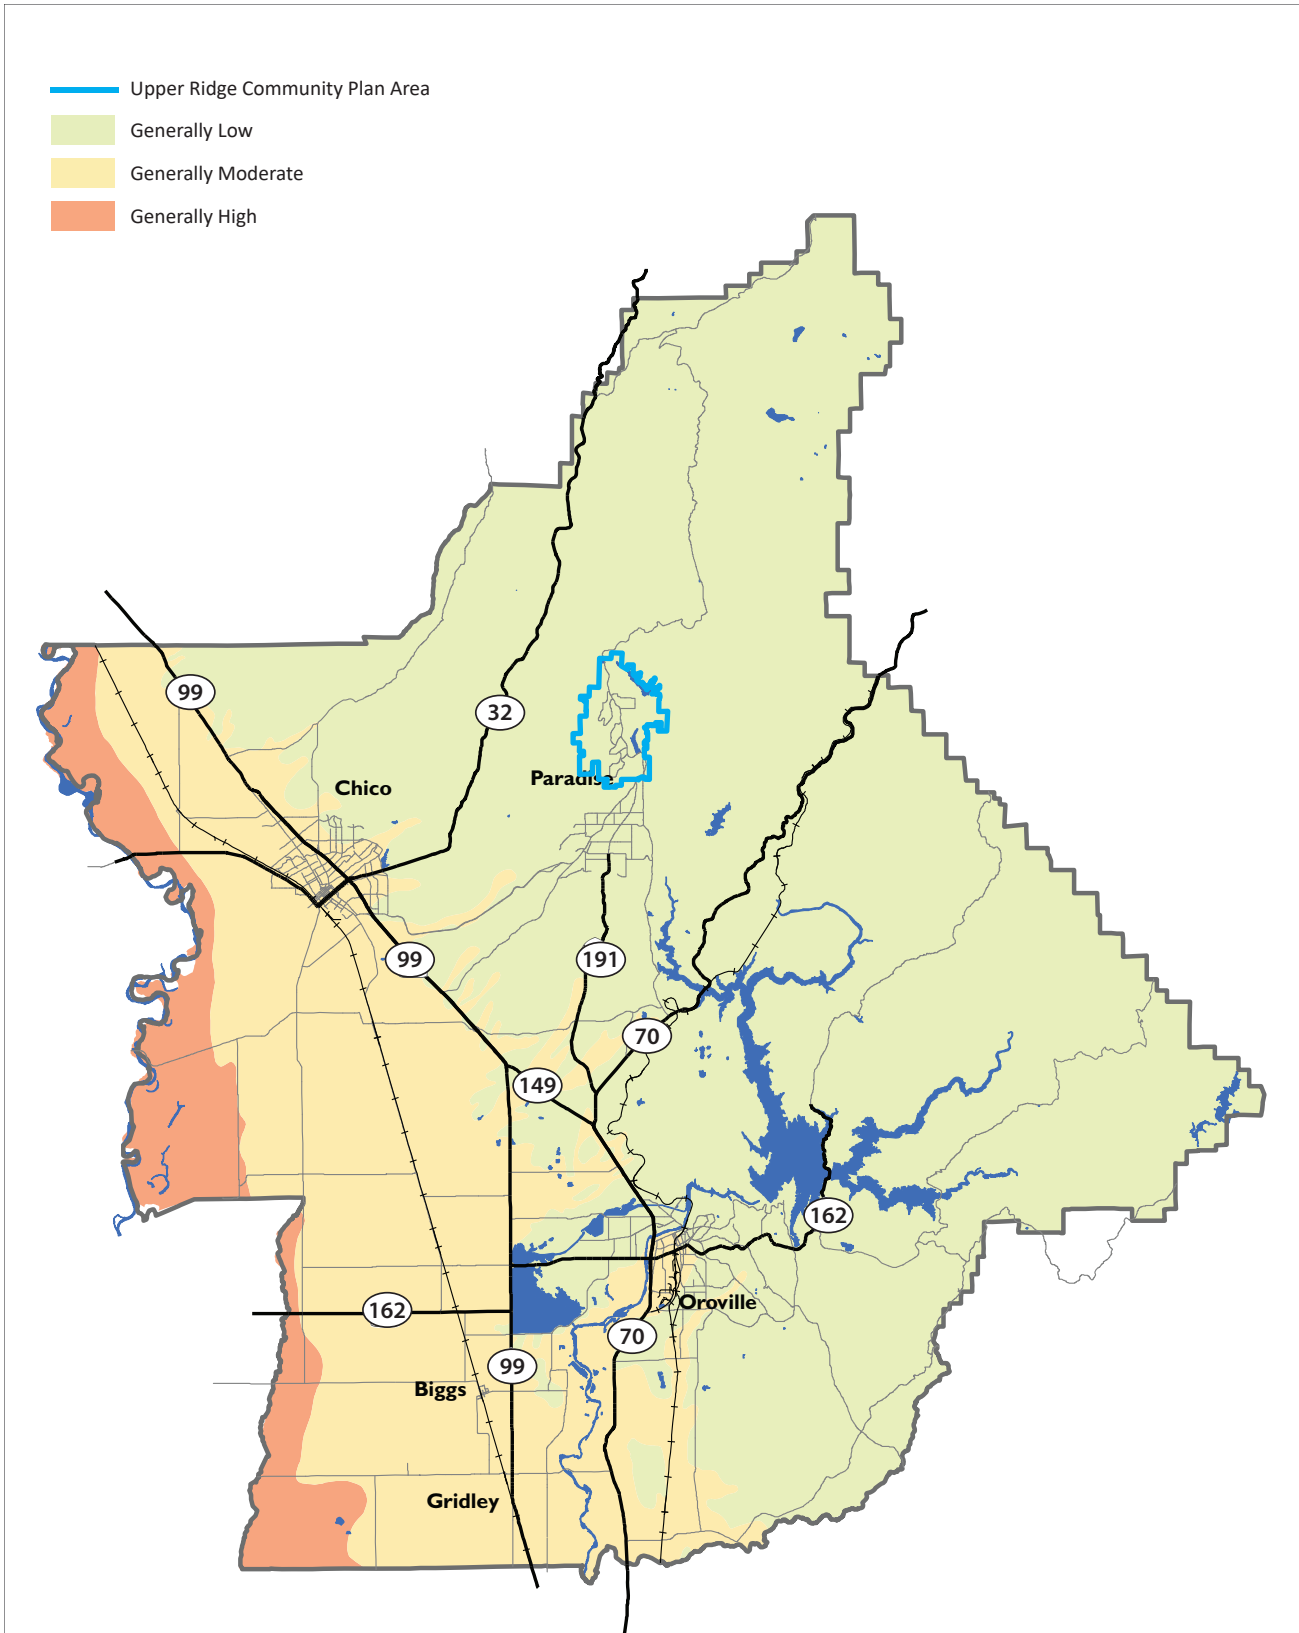 Upper Ridge Community Plan Area
Generally Low
Generally Moderate
Generally High
99
32
Chico
Paradise
99
191
70
149
162
162
Oroville
70
99
Biggs
Gridley